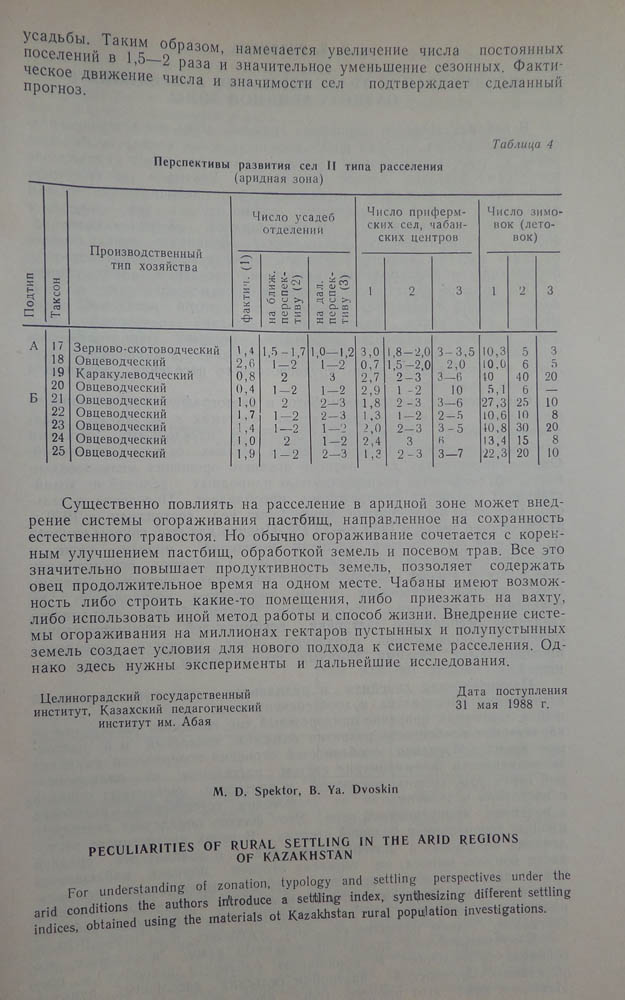 усадьбы. Таким образом, намечается увеличение числа постоянных
поселений в 1,5—2 раза и значительное уменьшение сезонных. Факти-
ческое движение числа и значимости сел подтверждает сделанный
прогноз.
Таблица 4
Перспективы развития сел II типа расселения
(аридная зона)
Подтип
Таксон
Производственный
тип хозяйства
Число усадеб
отделений
Число приферм-
ских сел, чабан-
ских центров
Число зимо-
вок (лето-
вок)
фактич. (1)
на ближ.
перспек-
тиву (2)
на дал.
перспек-
тиву (3)
1 2 3 1 2 3
А 17 Зерново-скотоводческий 1,4 1,5-1,7 1,0—1,2 3,0 1,8—2,0 3—3,5 10,3 5 3
18 Овцеводческий 2,6 1—2 1—2 0,7 1,5—2,0 2,0 10,0 6 5
19 Каракулеводческий 0,8 2 3 2,7 2—3 3—6 10 40 20
20 Овцеводческий 0,4 1—2 1—2 2,9 1-2 10 5,1 6 —
Б 21 Овцеводческий 1,0 2 2—3 1,8 2-3 3—6 27,3 25 10
22 Овцеводческий 1,7 1—2 2—3 1,3 1—2 2—5 10,6 10 8
23 Овцеводческий 1,4 1—2 1—2 2,0 2—3 3-5 10,8 30 20
24 Овцеводческий 1,0 2 1—2 2,4 3 6 13,4 15 8
25 Овцеводческий 1,9 1—2 2—3 1,3 2-3 3—7 22,3 20 10
Существенно повлиять на расселение в аридной зоне может внед-
рение системы огораживания пастбищ, направленное на сохранность
естественного травостоя. Но обычно огораживание сочетается с корен-
ным улучшением пастбищ, обработкой земель и посевом трав. Все это
значительно повышает продуктивность земель, позволяет содержать
овец продолжительное время на одном месте. Чабаны имеют возмож-
ность либо строить какие-то помещения, либо приезжать на вахту,
либо использовать иной метод работы и способ жизни. Внедрение систе-
мы огораживания на миллионах гектаров пустынных и полупустынных
земель создает условия для нового подхода к системе расселения. Од-
нако здесь нужны эксперименты и дальнейшие исследования.
Целиноградский государственный
институт, Казахский педагогический
институт им. Абая
Дата поступления
31 мая 1988 г.
M. D. Spektor, B. Ya. Dvoskin
PECULIARITIES OF RURAL SETTLING IN THE ARID REGIONS
OF KAZAKHSTAN
For understanding of zonation, typology and settling perspectives under the
arid conditions the authors introduce a settling index, synthesizing different settling
indices, obtained using the materials ot Kazakhstan rural population investigations.